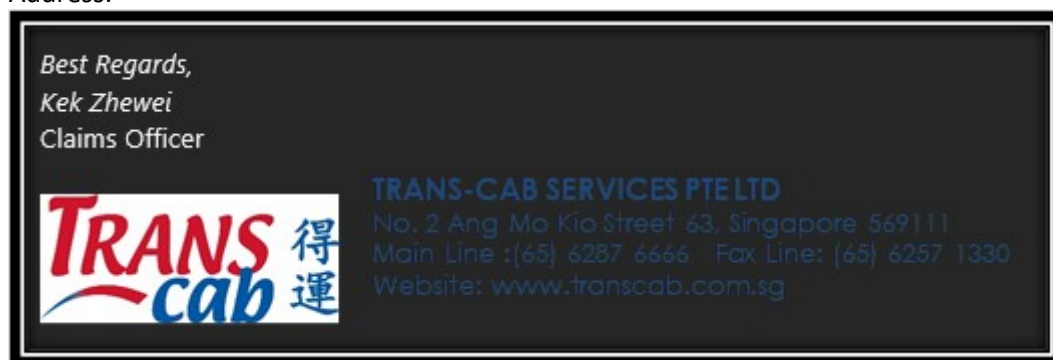 Address:
Best Regards,
Kek Zhewei
Claims Officer
TRANS
cab
得
運
TRANS-CAB SERVICES PTE LTD
No. 2 Ang Mo Kio Street 63, Singapore 569111
Main Line :(65) 6287 6666 Fax Line: (65) 6257 1330
Website: www.transcab.com.sg